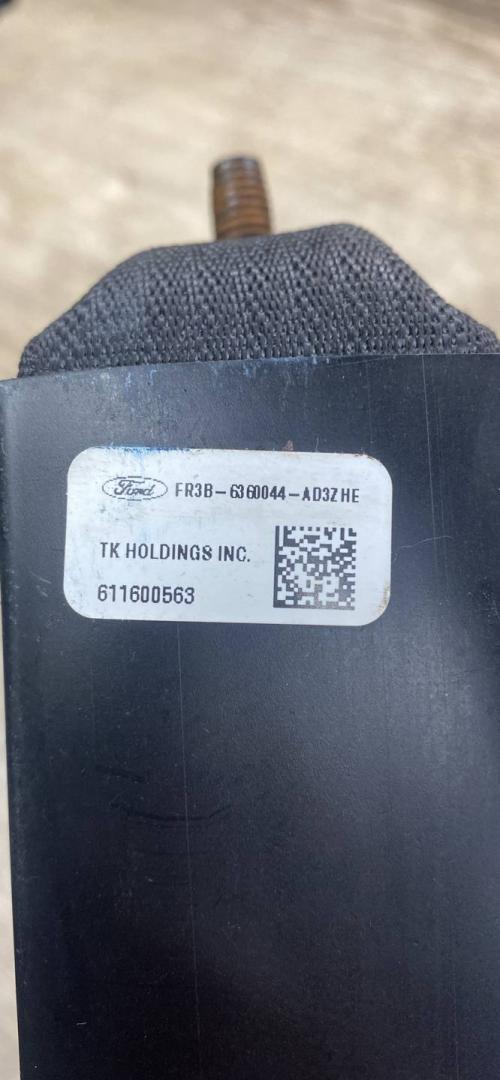 Ford FR3B-6360044-AD3ZHE
TK HOLDINGS INC.
611600563